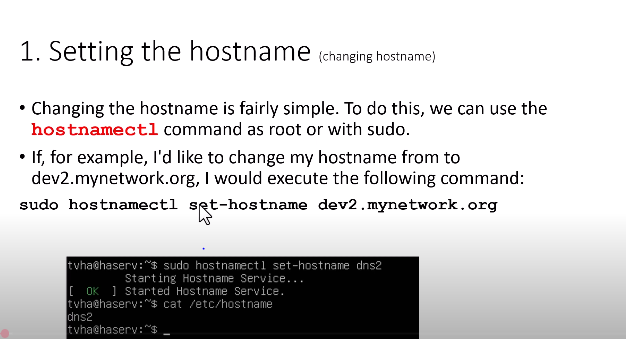 1. Setting the hostname (changing hostname)
• Changing the hostname is fairly simple. To do this, we can use the
hostnamectl command as root or with sudo.
• If, for example, I'd like to change my hostname from to
dev2.mynetwork.org, I would execute the following command:
sudo hostnamectl set-hostname dev2.mynetwork.org
tvha@haserv:~$ sudo hostnamectl set-hostname dns2
Starting Hostname Service...
[  OK  ] Started Hostname Service.
tvha@haserv:~$ cat /etc/hostname
dns2
tvha@haserv:~$ _